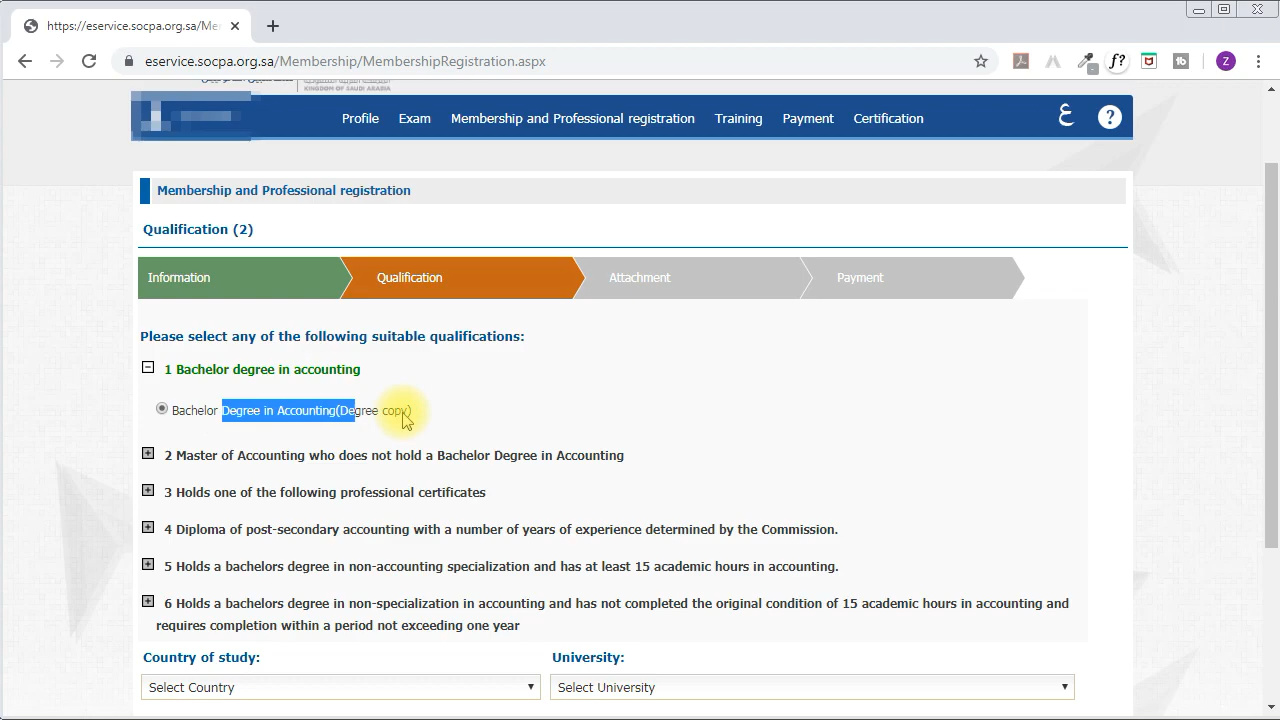 https://eservice.socpa.org.sa/Me
eservice.socpa.org.sa/Membership/MembershipRegistration.aspx
f?
Z
KINGDOM OF SAUDI ARABIA
Profile Exam Membership and Professional registration Training Payment Certification ع ?
Membership and Professional registration
Qualification (2)
Information Qualification Attachment Payment
Please select any of the following suitable qualifications:
1 Bachelor degree in accounting
Bachelor Degree in Accounting(Degree copy)
2 Master of Accounting who does not hold a Bachelor Degree in Accounting
3 Holds one of the following professional certificates
4 Diploma of post-secondary accounting with a number of years of experience determined by the Commission.
5 Holds a bachelors degree in non-accounting specialization and has at least 15 academic hours in accounting.
6 Holds a bachelors degree in non-specialization in accounting and has not completed the original condition of 15 academic hours in accounting and
requires completion within a period not exceeding one year
Country of study: University:
Select Country Select University